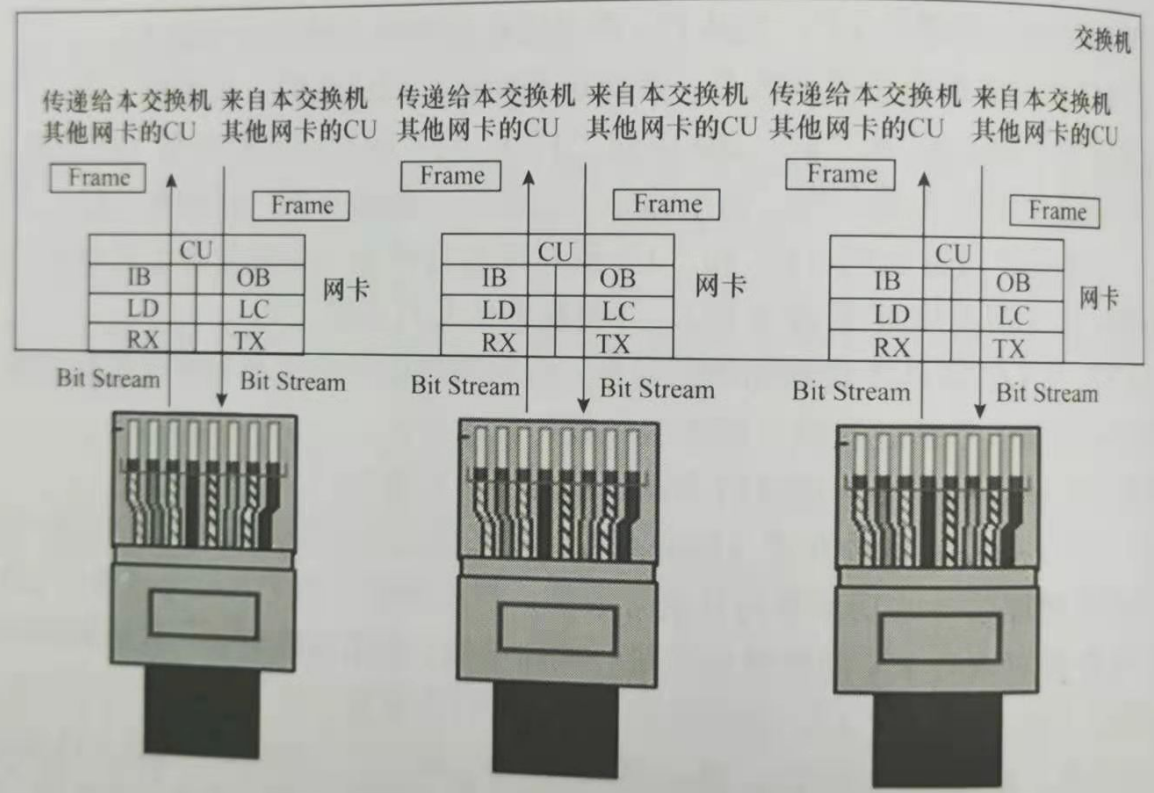 交换机
传递给本交换机 来自本交换机 传递给本交换机 来自本交换机 传递给本交换机 来自本交换机
其他网卡的CU 其他网卡的CU 其他网卡的CU 其他网卡的CU 其他网卡的CU 其他网卡的CU
Frame Frame Frame
Frame Frame Frame
CU CU CU
IB OB 网卡 IB OB 网卡 IB OB 网卡
LD LC LD LC LD LC
RX TX RX TX RX TX
Bit Stream Bit Stream Bit Stream Bit Stream Bit Stream Bit Stream